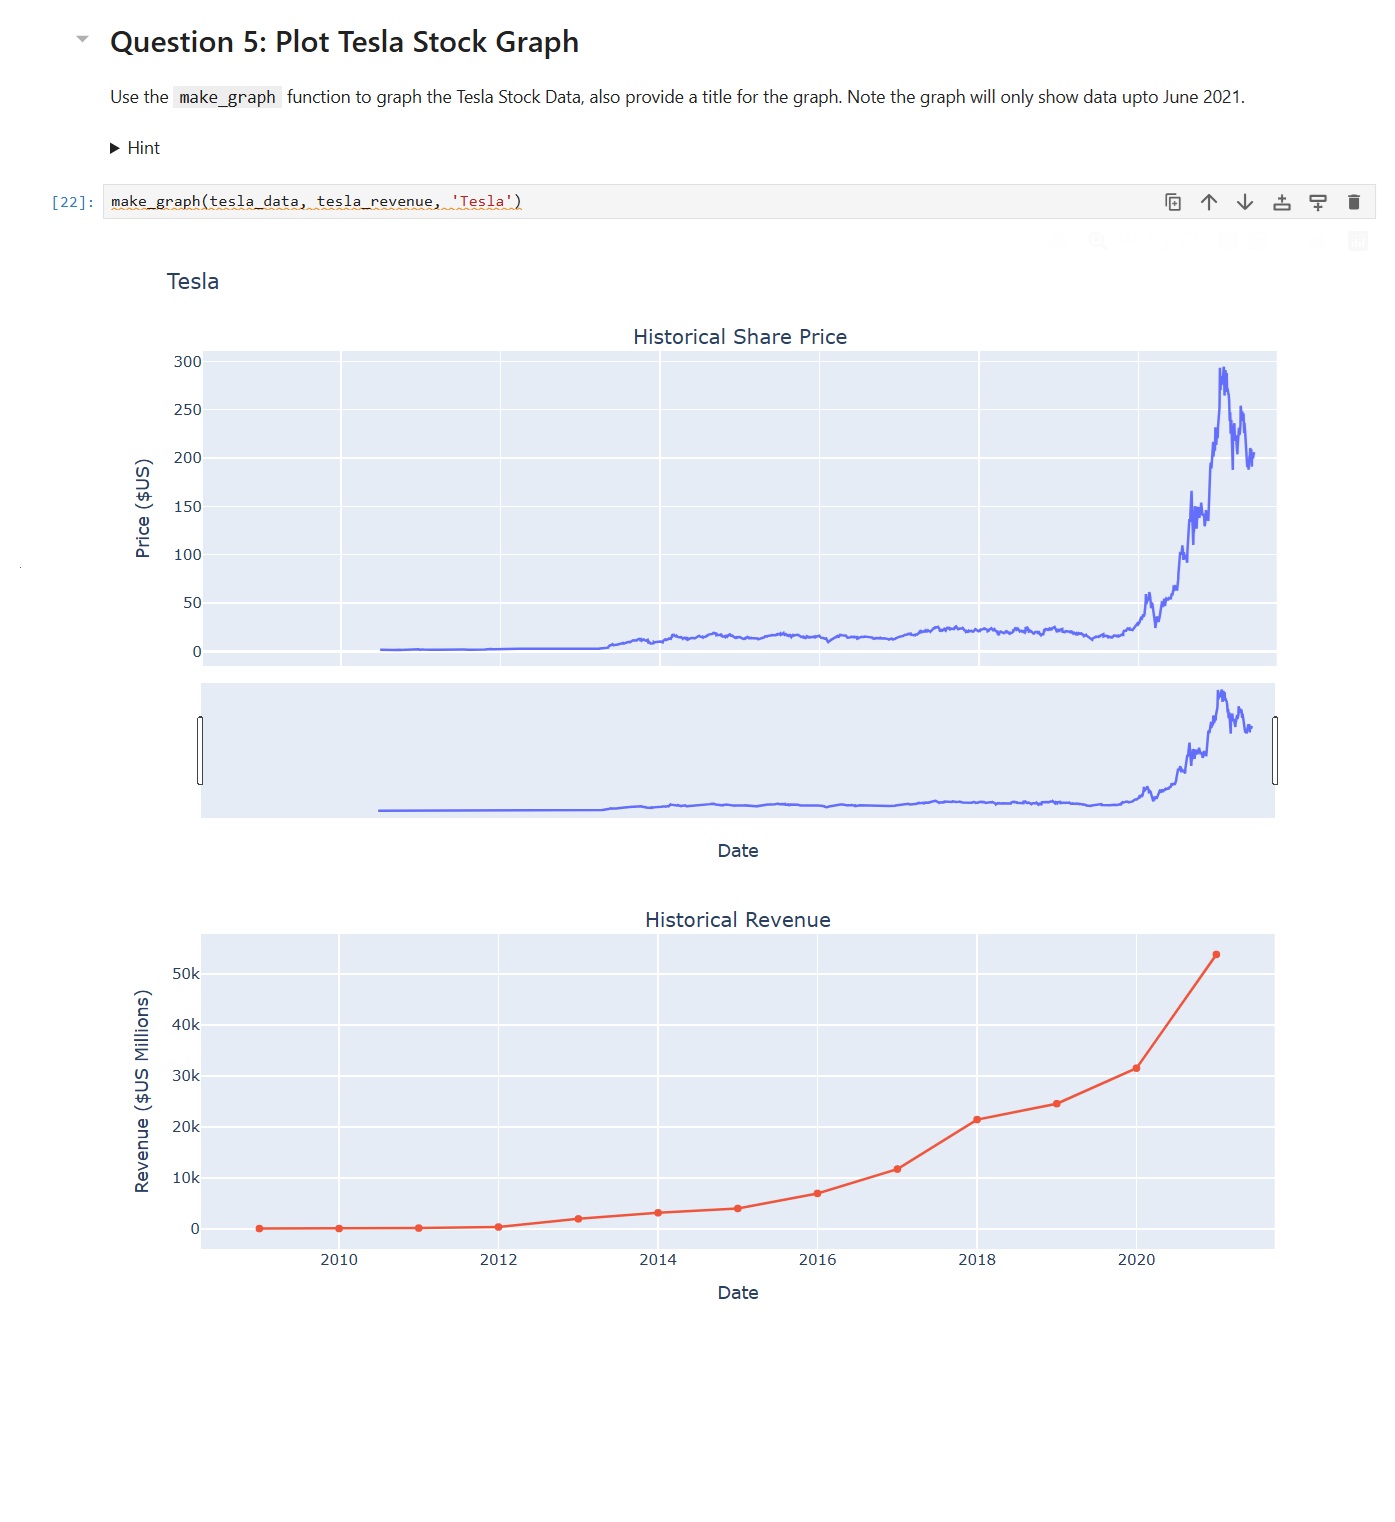 Question 5: Plot Tesla Stock Graph
Use the make_graph function to graph the Tesla Stock Data, also provide a title for the graph. Note the graph will only show data upto June 2021.
Hint
[22]: make_graph(tesla_data, tesla_revenue, 'Tesla')
Tesla
Historical Share Price
300
250
200
150
100
50
0
Price ($US)
Date
Historical Revenue
50k
40k
30k
20k
10k
0
Revenue ($US Millions)
2010 2012 2014 2016 2018 2020
Date